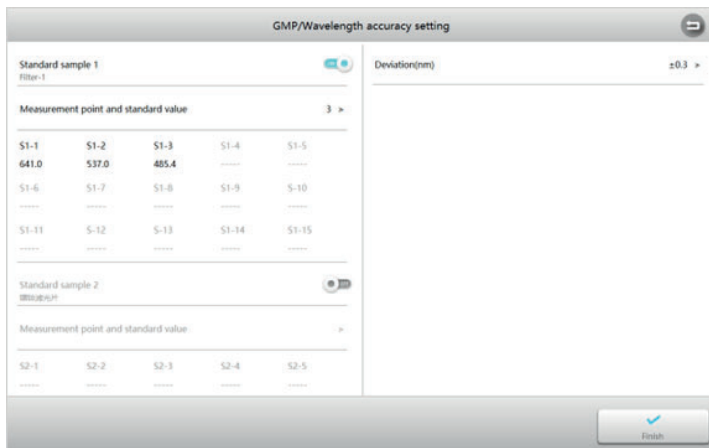 GMP/Wavelength accuracy setting
Standard sample 1
Filter-1
Measurement point and standard value 3 >
S1-1 S1-2 S1-3 S1-4 S1-5
641.0 537.0 485.4 ----- -----
S1-6 S1-7 S1-8 S1-9 S-10
----- ----- ----- ----- -----
S1-11 S-12 S-13 S1-14 S1-15
----- ----- ----- ----- -----
Standard sample 2
Measurement point and standard value >
S2-1 S2-2 S2-3 S2-4 S2-5
----- ----- ----- ----- -----
Deviation(nm) ±0.3 >
Finish